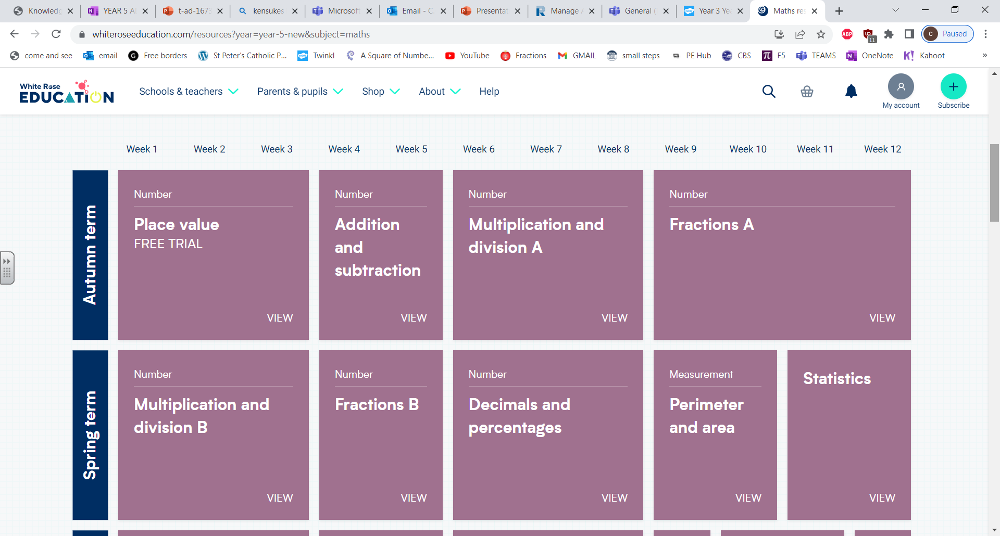 Knowledg
YEAR 5 A
t-ad-1673
kensukes
Microsoft
Email - C
Presentat
Manage
General (
Year 3 Ye
Maths res
whiteroseeducation.com/resources?year=year-5-new&subject=maths
ABP
11
C
Paused
come and see
email
Free borders
St Peter's Catholic P...
Twinkl
A Square of Numbe...
YouTube
Fractions
GMAIL
small steps
PE Hub
CBS
F5
TEAMS
OneNote
Kahoot
»
White Rose
EDUCATION
Schools & teachers
Parents & pupils
Shop
About
Help
My account
Subscribe
Week 1 Week 2 Week 3 Week 4 Week 5 Week 6 Week 7 Week 8 Week 9 Week 10 Week 11 Week 12
Autumn term
Number
Place value
FREE TRIAL
VIEW
Number
Addition
and
subtraction
VIEW
Number
Multiplication and
division A
VIEW
Number
Fractions A
VIEW
Spring term
Number
Multiplication and
division B
VIEW
Number
Fractions B
VIEW
Number
Decimals and
percentages
VIEW
Measurement
Perimeter
and area
VIEW
Statistics
VIEW